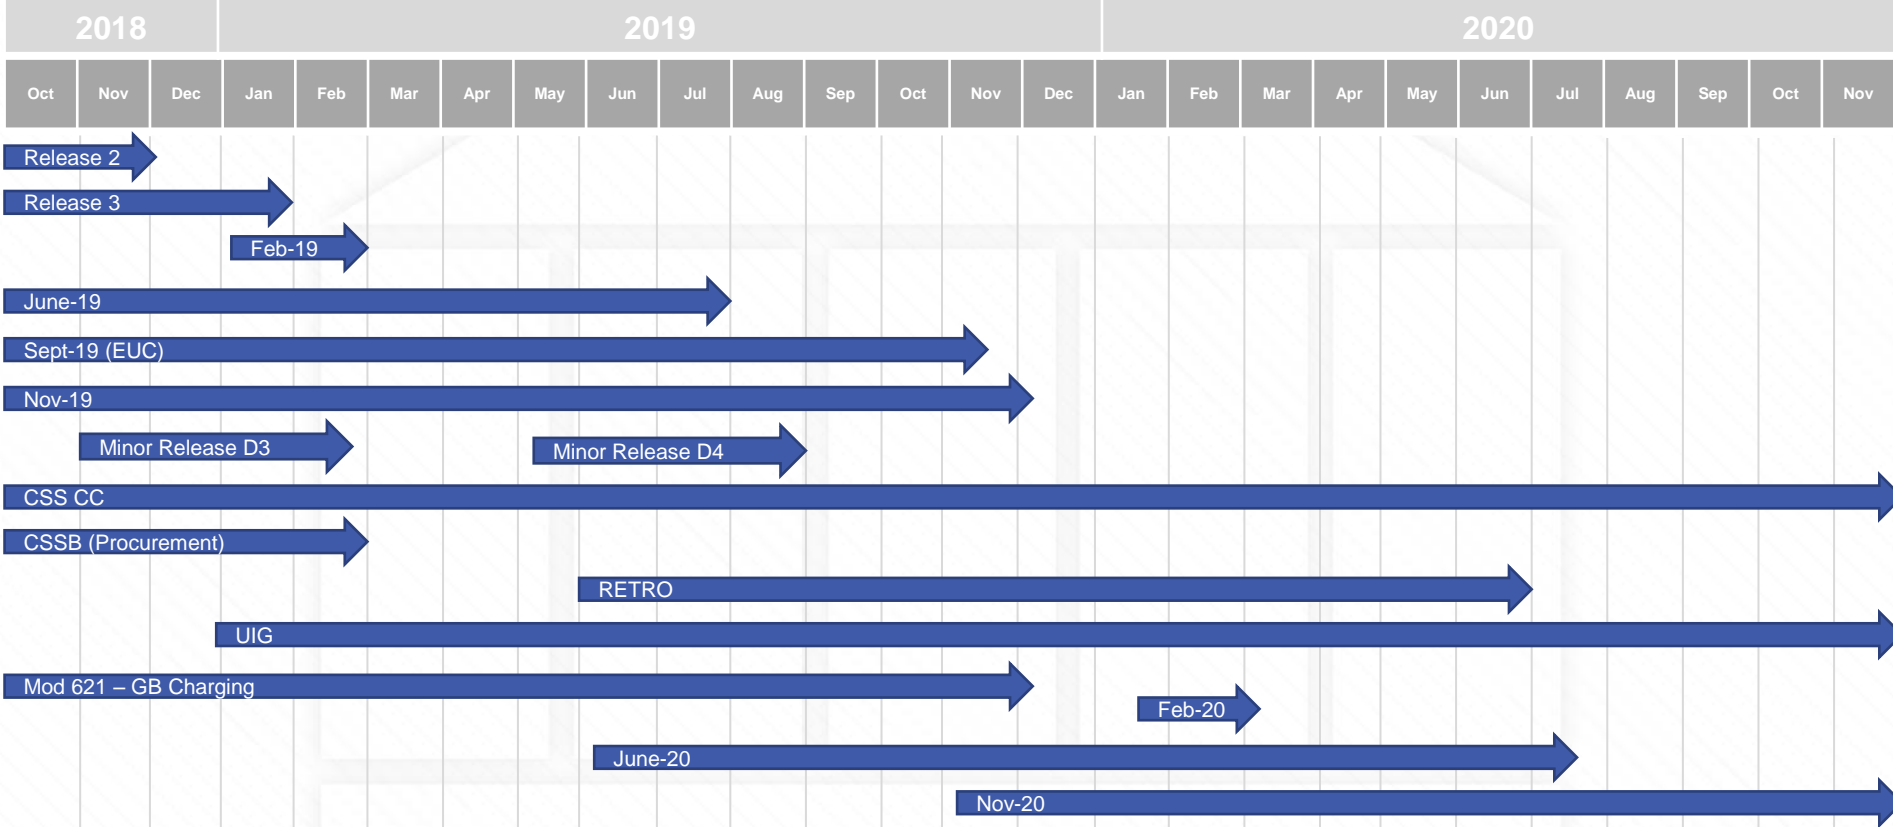 2018 2019 2020
Oct Nov Dec Jan Feb Mar Apr May Jun Jul Aug Sep Oct Nov Dec Jan Feb Mar Apr May Jun Jul Aug Sep Oct Nov
Release 2
Release 3
Feb-19
June-19
Sept-19 (EUC)
Nov-19
Minor Release D3 Minor Release D4
CSS CC
CSSB (Procurement)
RETRO
UIG
Mod 621 – GB Charging
Feb-20
June-20
Nov-20